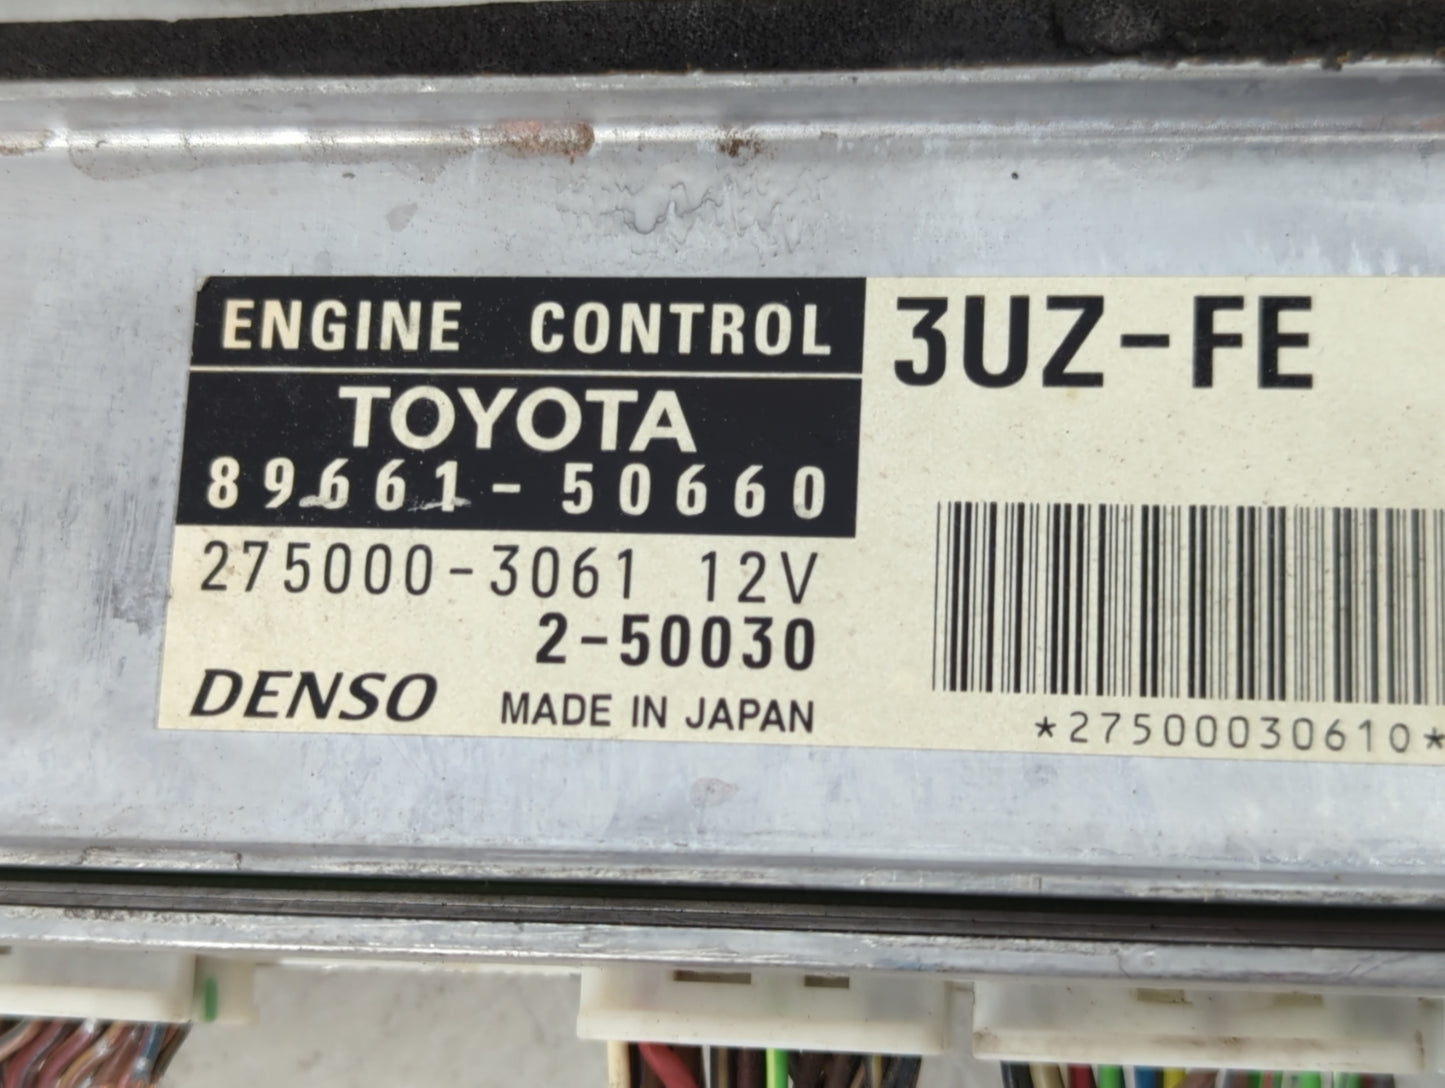 ENGINE CONTROL
TOYOTA
89661-50660
275000-3061 12V
2-50030
DENSO MADE IN JAPAN
3UZ-FE
*27500030610*